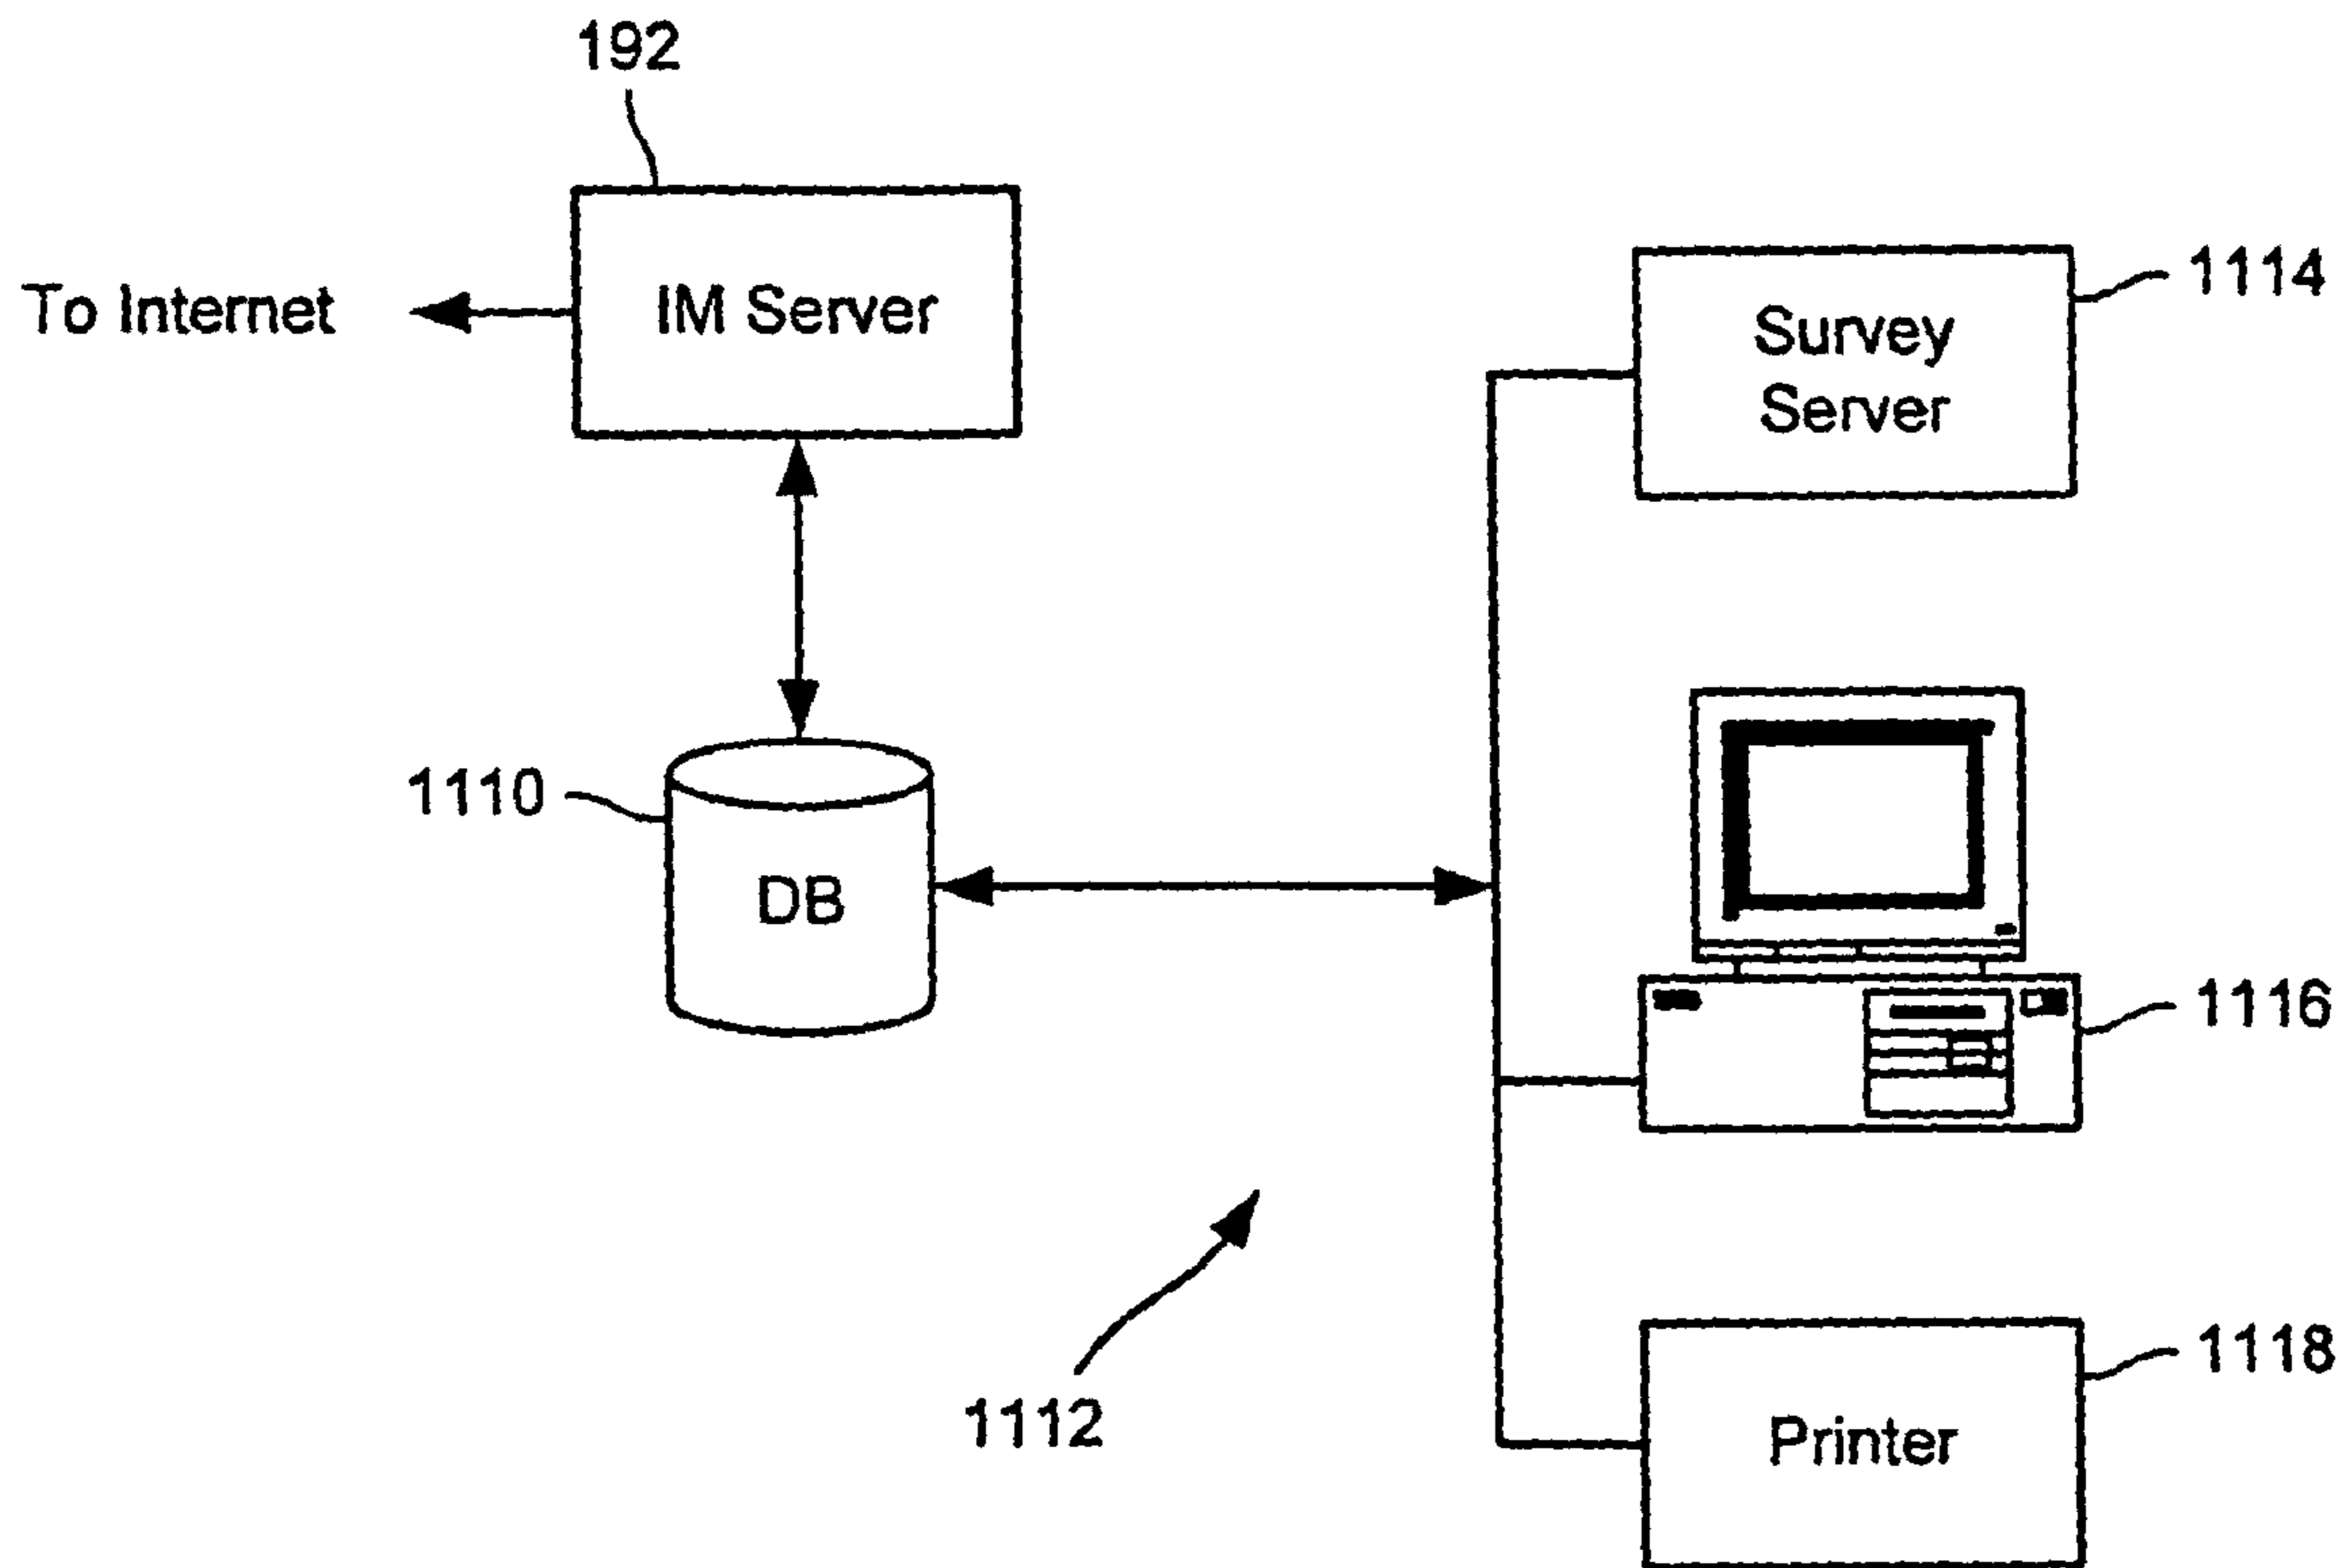 192
To Internet
IM Server
1114
Survey
Server
1110
DB
1116
1112
1118
Printer